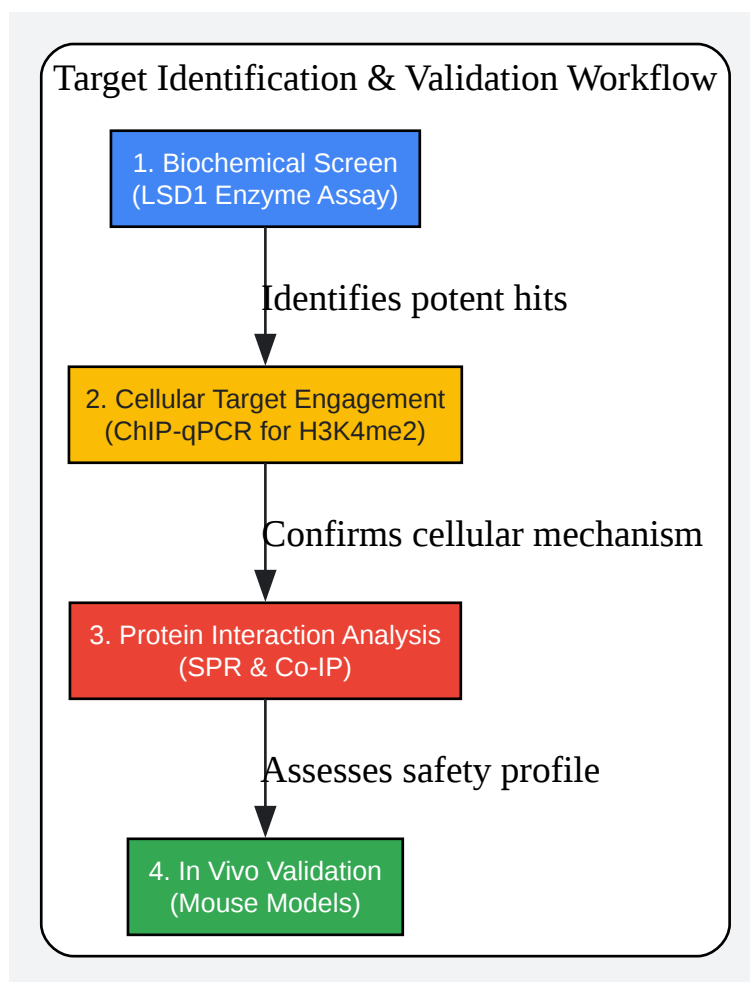 Target Identification & Validation Workflow
1. Biochemical Screen
(LSD1 Enzyme Assay)
Identifies potent hits
2. Cellular Target Engagement
(ChIP-qPCR for H3K4me2)
Confirms cellular mechanism
3. Protein Interaction Analysis
(SPR & Co-IP)
Assesses safety profile
4. In Vivo Validation
(Mouse Models)